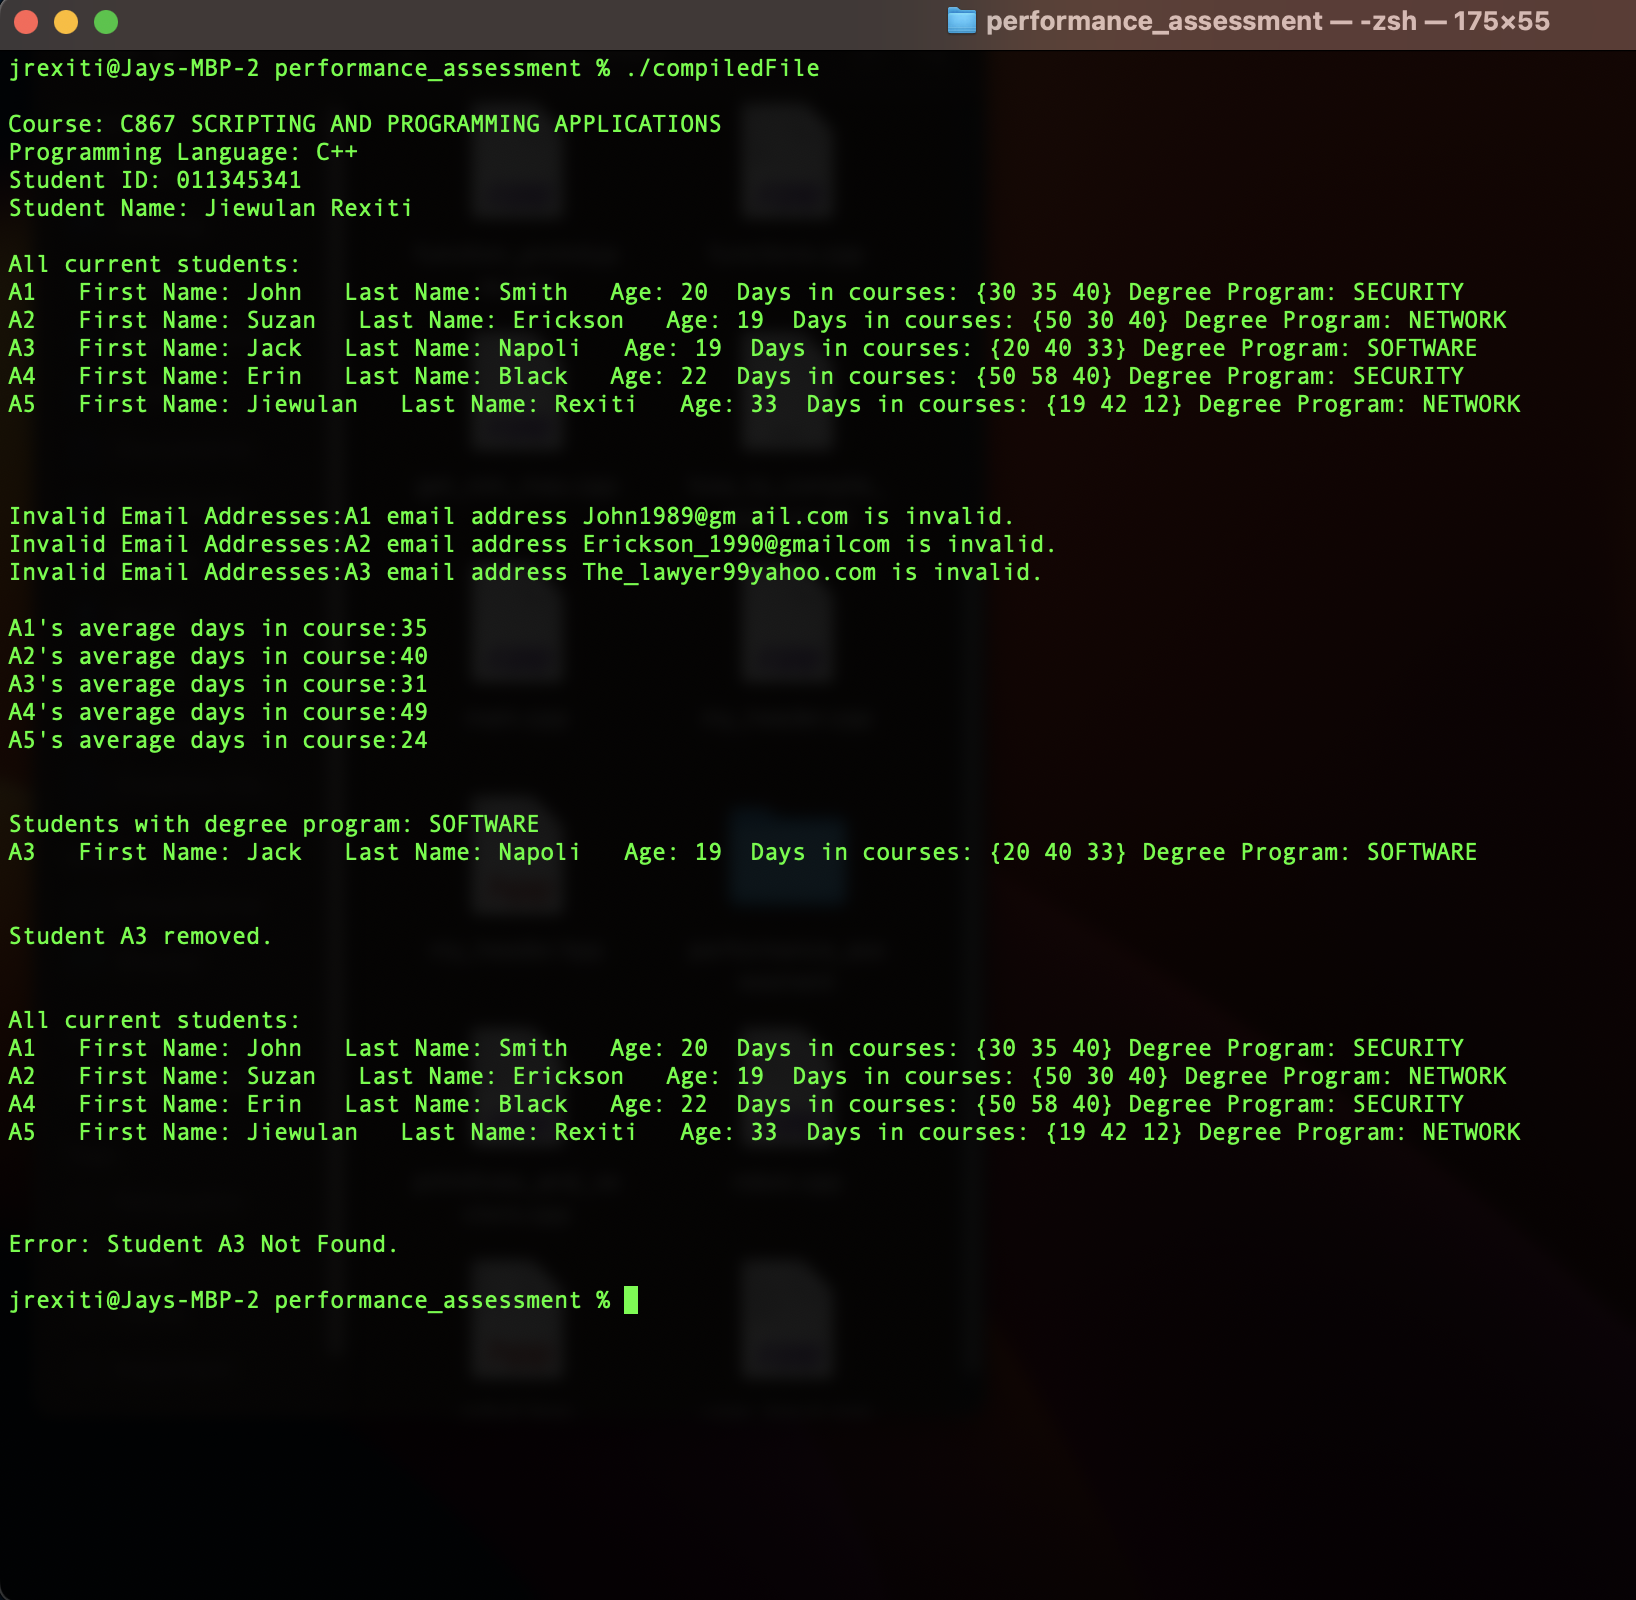 performance_assessment — -zsh — 175×55
jrexiti@Jays-MBP-2 performance_assessment % ./compiledFile
Course: C867 SCRIPTING AND PROGRAMMING APPLICATIONS
Programming Language: C++
Student ID: 011345341
Student Name: Jiewulan Rexiti
All current students:
A1   First Name: John   Last Name: Smith   Age: 20  Days in courses: {30 35 40} Degree Program: SECURITY
A2   First Name: Suzan   Last Name: Erickson   Age: 19  Days in courses: {50 30 40} Degree Program: NETWORK
A3   First Name: Jack   Last Name: Napoli   Age: 19  Days in courses: {20 40 33} Degree Program: SOFTWARE
A4   First Name: Erin   Last Name: Black   Age: 22  Days in courses: {50 58 40} Degree Program: SECURITY
A5   First Name: Jiewulan   Last Name: Rexiti   Age: 33  Days in courses: {19 42 12} Degree Program: NETWORK
Invalid Email Addresses:A1 email address John1989@gm ail.com is invalid.
Invalid Email Addresses:A2 email address Erickson_1990@gmailcom is invalid.
Invalid Email Addresses:A3 email address The_lawyer99yahoo.com is invalid.
A1's average days in course:35
A2's average days in course:40
A3's average days in course:31
A4's average days in course:49
A5's average days in course:24
Students with degree program: SOFTWARE
A3   First Name: Jack   Last Name: Napoli   Age: 19  Days in courses: {20 40 33} Degree Program: SOFTWARE
Student A3 removed.
All current students:
A1   First Name: John   Last Name: Smith   Age: 20  Days in courses: {30 35 40} Degree Program: SECURITY
A2   First Name: Suzan   Last Name: Erickson   Age: 19  Days in courses: {50 30 40} Degree Program: NETWORK
A4   First Name: Erin   Last Name: Black   Age: 22  Days in courses: {50 58 40} Degree Program: SECURITY
A5   First Name: Jiewulan   Last Name: Rexiti   Age: 33  Days in courses: {19 42 12} Degree Program: NETWORK
Error: Student A3 Not Found.
jrexiti@Jays-MBP-2 performance_assessment %